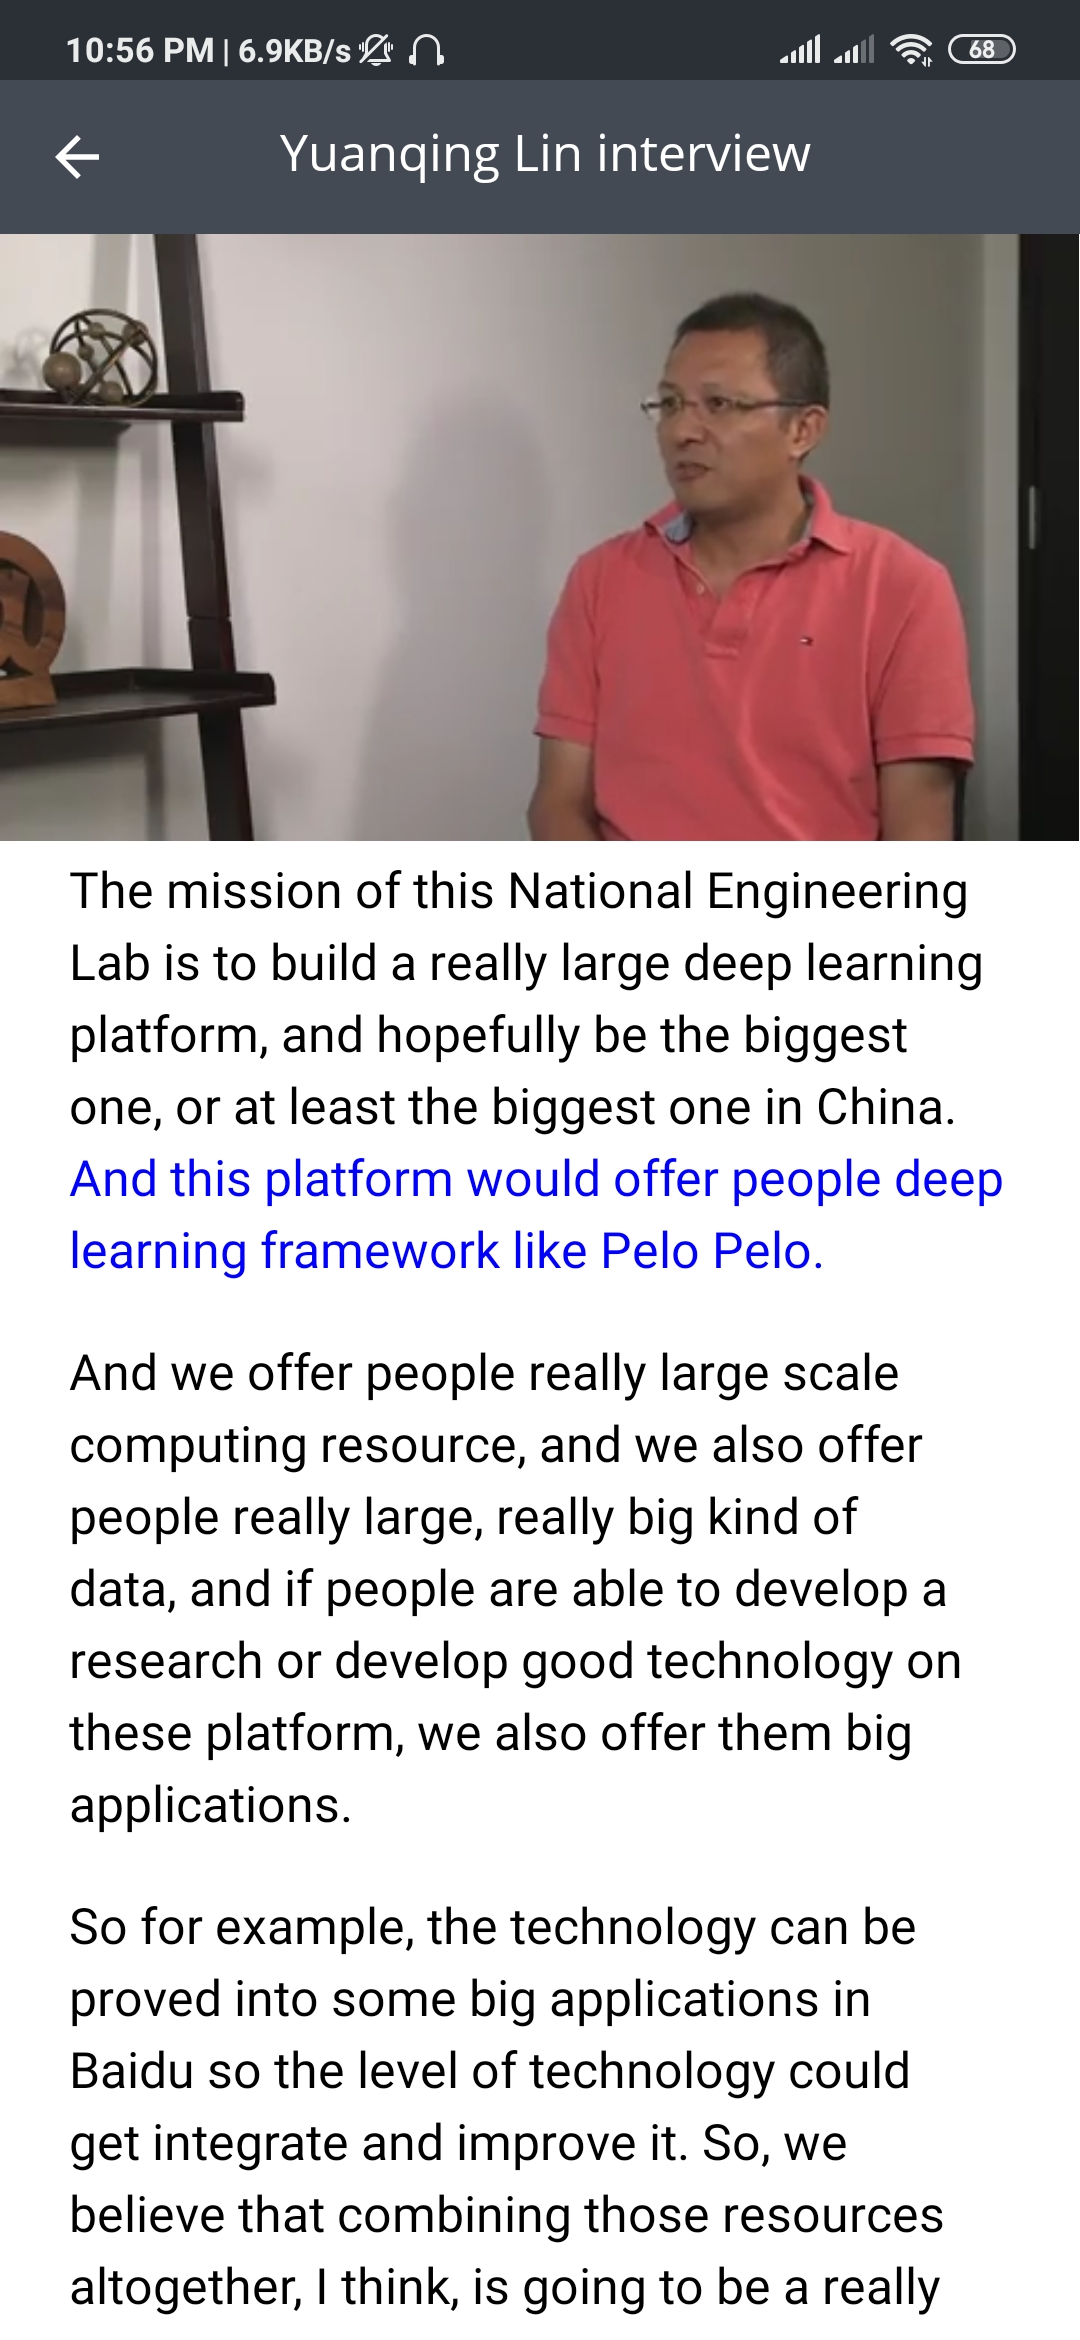 10:56 PM | 6.9KB/s
68
Yuanqing Lin interview
The mission of this National Engineering
Lab is to build a really large deep learning
platform, and hopefully be the biggest
one, or at least the biggest one in China.
And this platform would offer people deep
learning framework like Pelo Pelo.
And we offer people really large scale
computing resource, and we also offer
people really large, really big kind of
data, and if people are able to develop a
research or develop good technology on
these platform, we also offer them big
applications.
So for example, the technology can be
proved into some big applications in
Baidu so the level of technology could
get integrate and improve it. So, we
believe that combining those resources
altogether, I think, is going to be a really